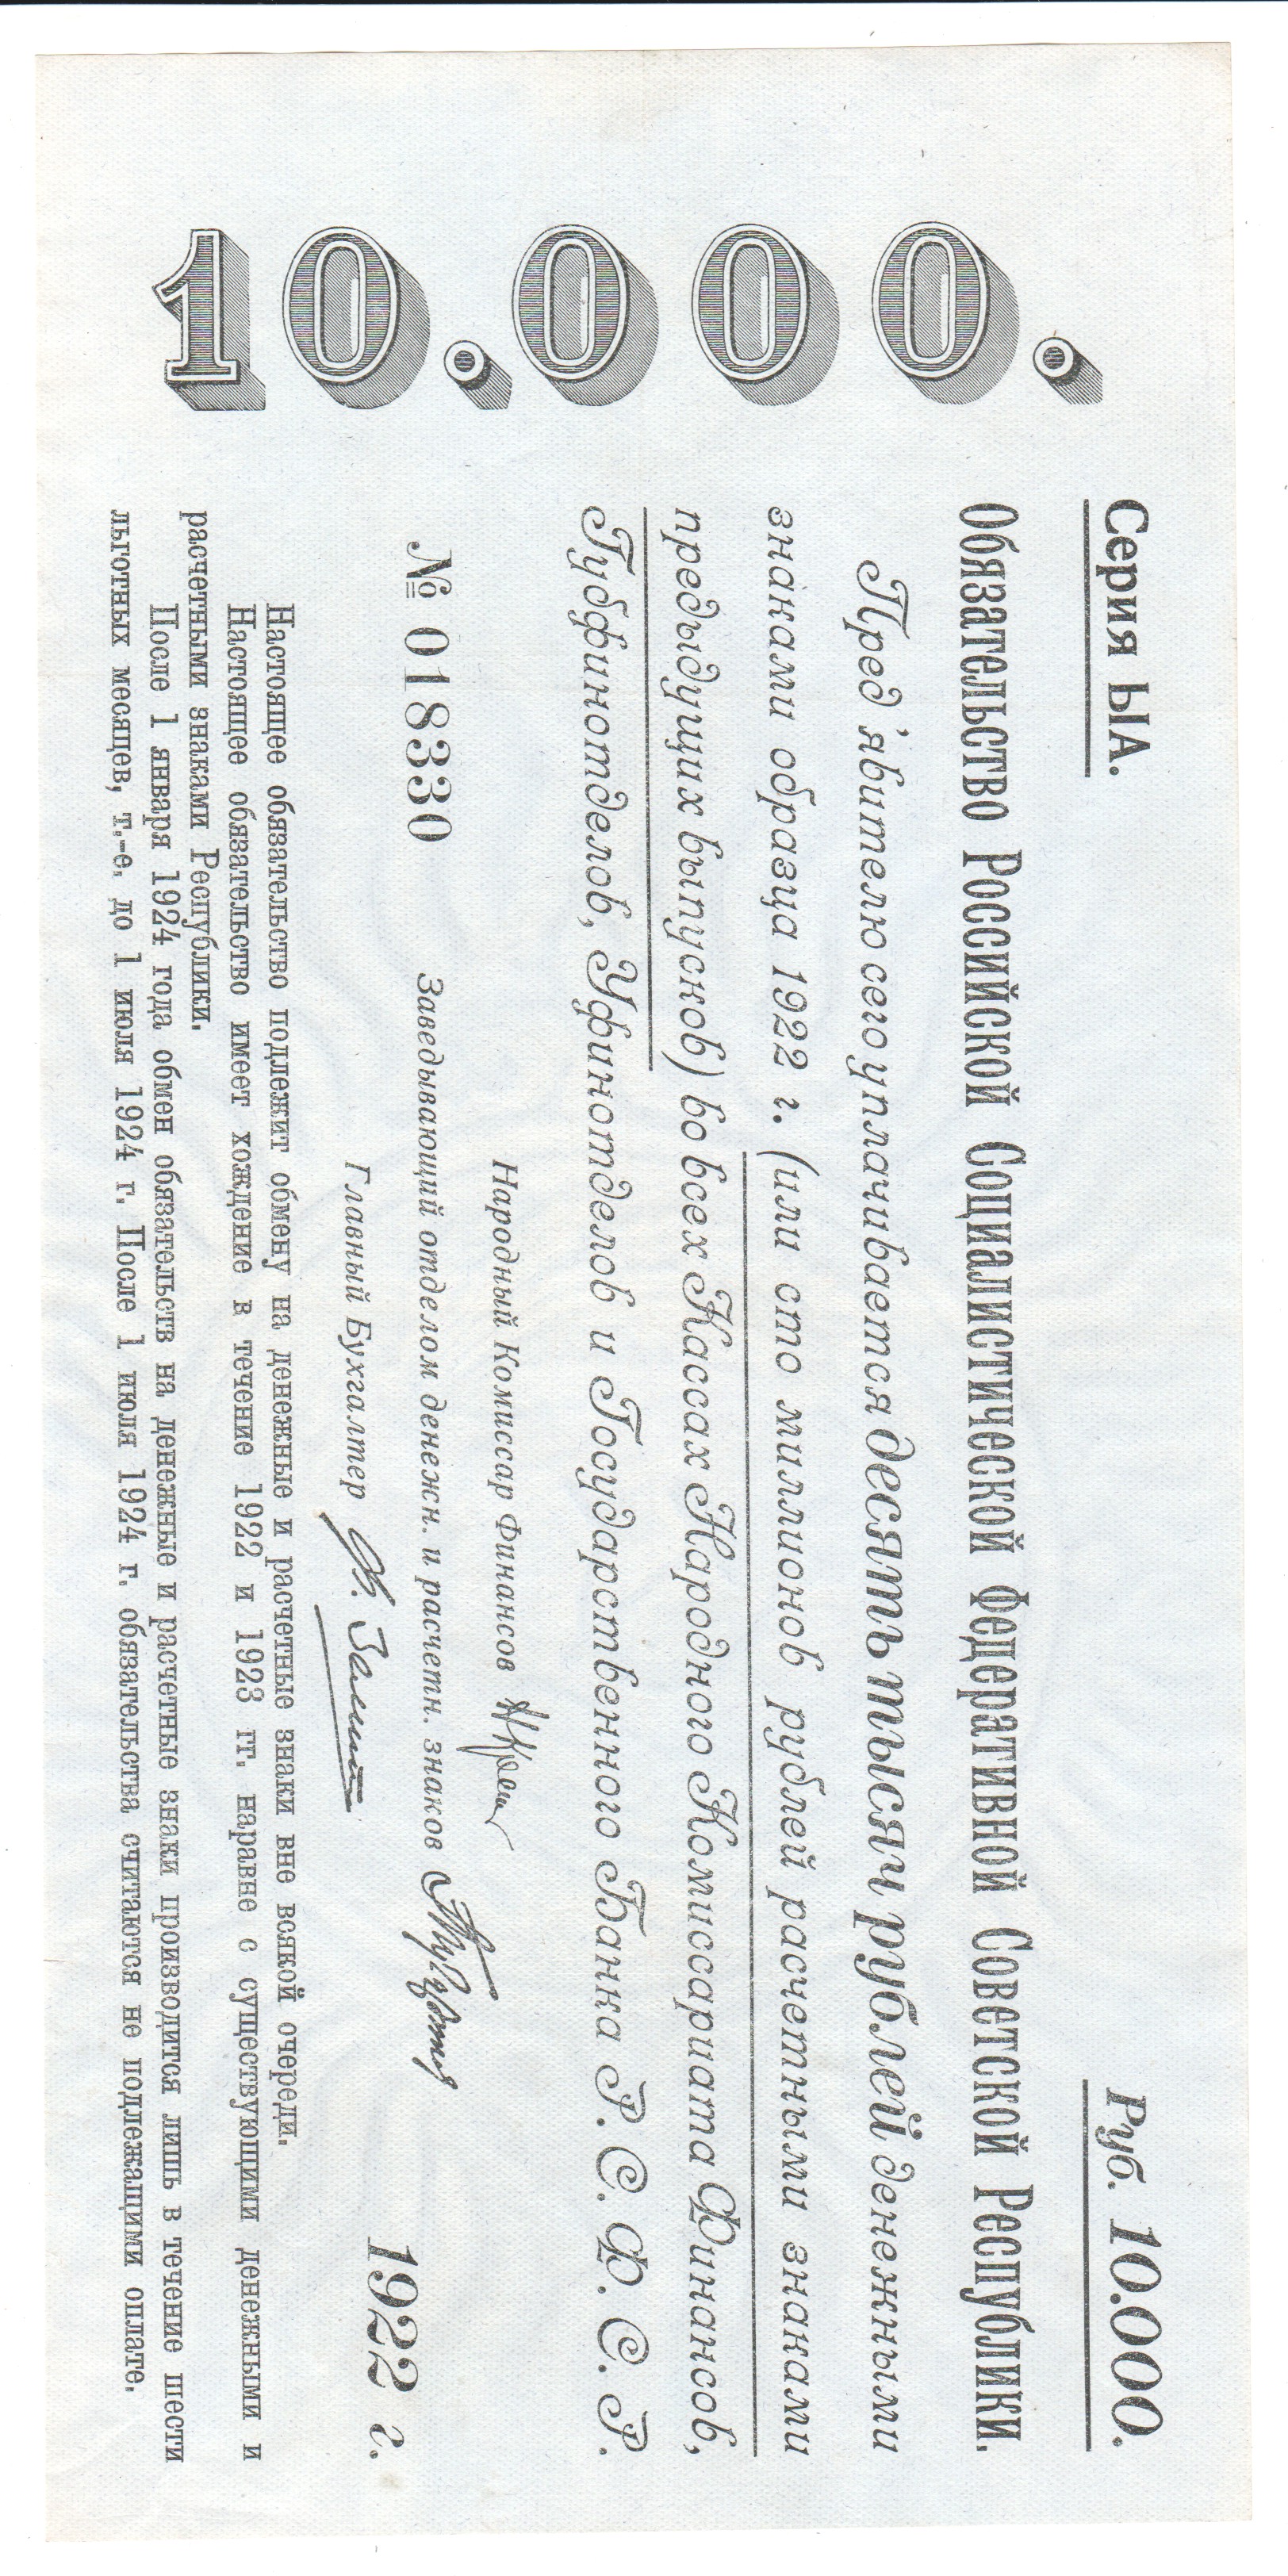 Серия ЫА. Руб. 10.000.
Обязательство Российской Социалистической Федеративной Советской Республики.
Пред'явителю сего уплачивается десять тысяч рублей денежными
знаками образца 1922 г. (или сто миллионов рублей расчетными знаками
предыдущих выпусков) во всех Кассах Народного Комиссариата Финансов,
Губфинотделов, Уфинотделов и Государственного Банка Р. С. Ф. С. Р.
Народный Комиссар Финансов
№ 018330 Заведывающий отделом денежн. и расчетн. знаков
Главный Бухгалтер
1922 г.
Настоящее обязательство подлежит обмену на денежные и расчетные знаки вне всякой очереди.
Настоящее обязательство имеет хождение в течение 1922 и 1923 гг. наравне с существующими денежными и
расчетными знаками Республики.
После 1 января 1924 года обмен обязательств на денежные и расчетные знаки производится лишь в течение шести
льготных месяцев, т.-е. до 1 июля 1924 г. После 1 июля 1924 г. обязательства считаются не подлежащими оплате.
10.000.